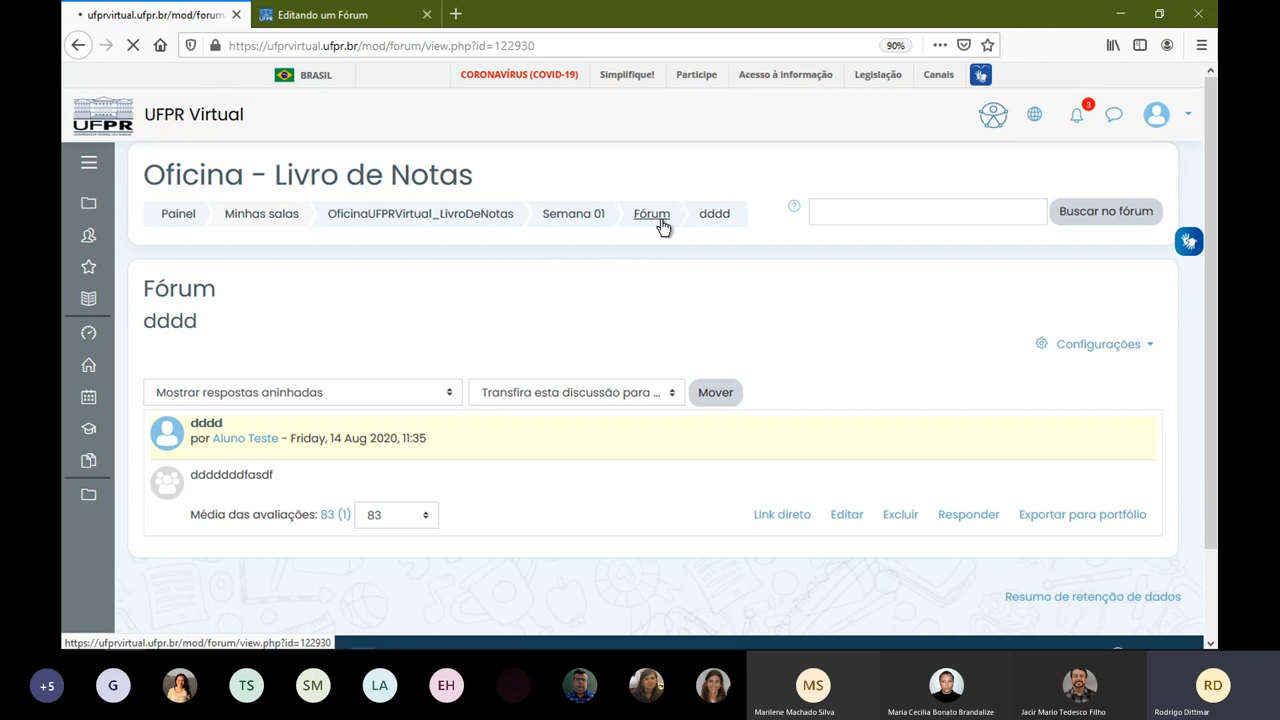 ufprvirtual.ufpr.br/mod/forum
Editando um Fórum
https://ufprvirtual.ufpr.br/mod/forum/view.php?id=122930
90%
BRASIL
CORONAVÍRUS (COVID-19)
Simplifique!
Participe
Acesso à informação
Legislação
Canais
UFPR
UFPR Virtual
3
Oficina - Livro de Notas
Painel
Minhas salas
OficinaUFPRVirtual_LivroDeNotas
Semana 01
Fórum
dddd
Buscar no fórum
Fórum
dddd
Configurações
Mostrar respostas aninhadas
Transfira esta discussão para ...
Mover
dddd
por Aluno Teste - Friday, 14 Aug 2020, 11:35
dddddddfasdf
Média das avaliações: 83 (1)
83
Link direto
Editar
Excluir
Responder
Exportar para portfólio
Resumo de retenção de dados
https://ufprvirtual.ufpr.br/mod/forum/view.php?id=122930
+5
G
TS
SM
LA
EH
MS
RD
Marilene Machado Silva
Maria Cecilia Bonato Brandalize
Jacir Mario Tedesco Filho
Rodrigo Dittmar